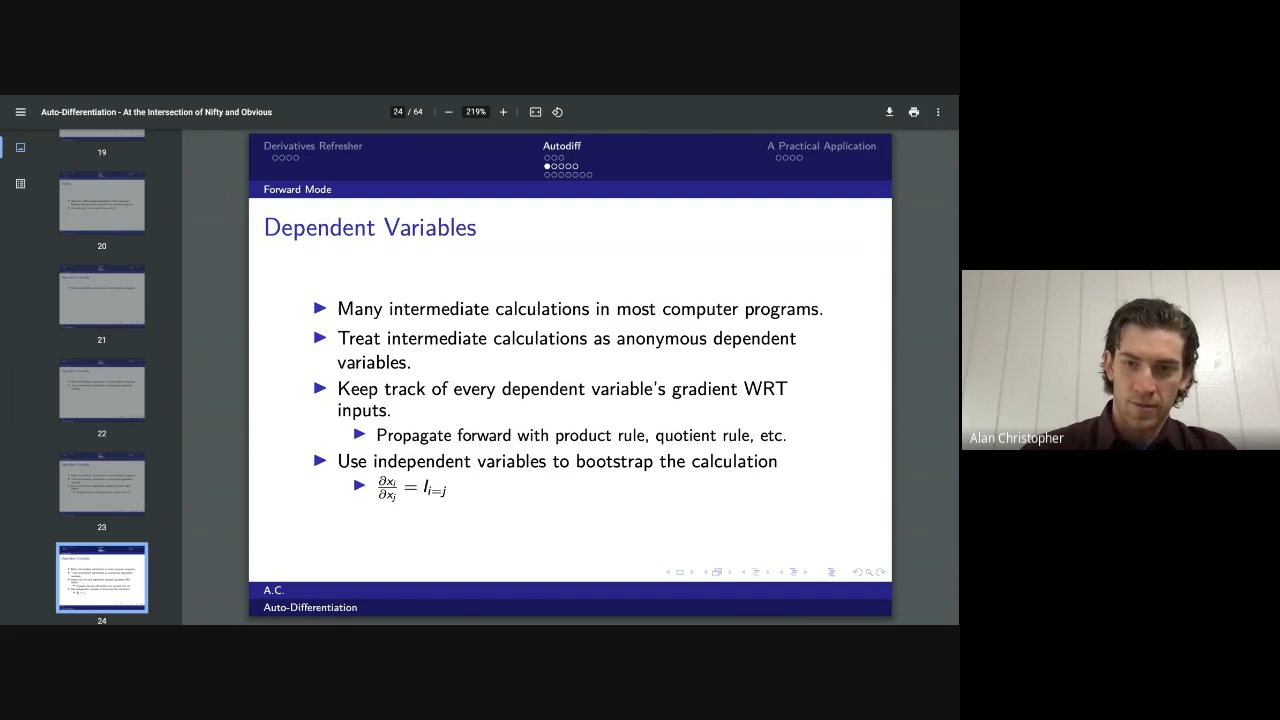 Auto-Differentiation - At the Intersection of Nifty and Obvious
24 / 64
219%
19
20
21
22
23
24
Derivatives Refresher
Autodiff
A Practical Application
Forward Mode
Dependent Variables
Many intermediate calculations in most computer programs.
Treat intermediate calculations as anonymous dependent
variables.
Keep track of every dependent variable's gradient WRT
inputs.
Propagate forward with product rule, quotient rule, etc.
Use independent variables to bootstrap the calculation
∂xᵢ/∂xⱼ = Iᵢ₌ⱼ
A.C.
Auto-Differentiation
Alan Christopher